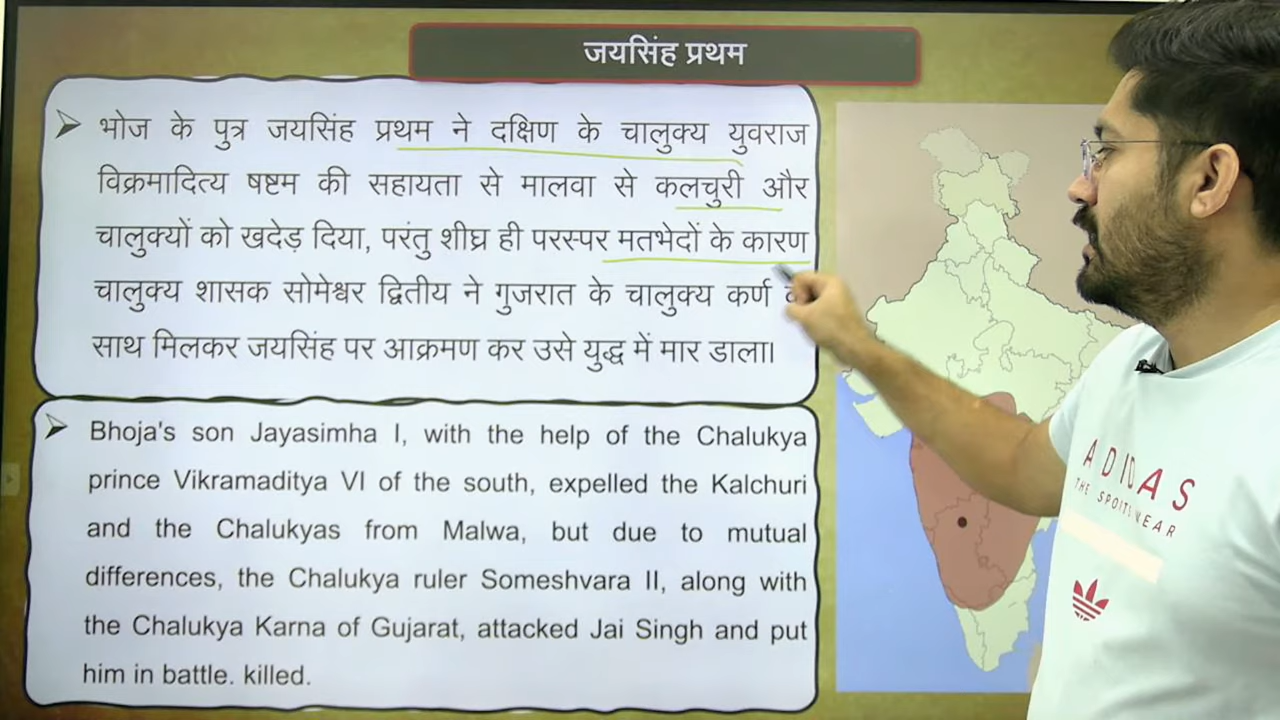 जयसिंह प्रथम
भोज के पुत्र जयसिंह प्रथम ने दक्षिण के चालुक्य युवराज
विक्रमादित्य षष्टम की सहायता से मालवा से कलचुरी और
चालुक्यों को खदेड़ दिया, परंतु शीघ्र ही परस्पर मतभेदों के कारण
चालुक्य शासक सोमेश्वर द्वितीय ने गुजरात के चालुक्य कर्ण
साथ मिलकर जयसिंह पर आक्रमण कर उसे युद्ध में मार डाला।
Bhoja's son Jayasimha I, with the help of the Chalukya
prince Vikramaditya VI of the south, expelled the Kalchuri
and the Chalukyas from Malwa, but due to mutual
differences, the Chalukya ruler Someshvara II, along with
the Chalukya Karna of Gujarat, attacked Jai Singh and put
him in battle. killed.
ADIDAS
THE SPORTSWEAR